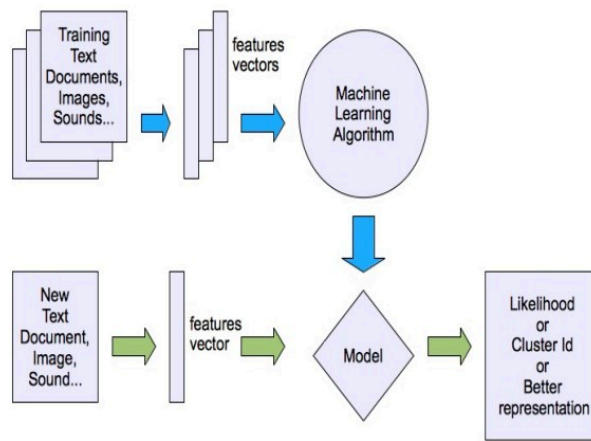 Training
Text
Documents,
Images,
Sounds...
features
vectors
Machine
Learning
Algorithm
New
Text
Document,
Image,
Sound...
features
vector
Model
Likelihood
or
Cluster Id
or
Better
representation